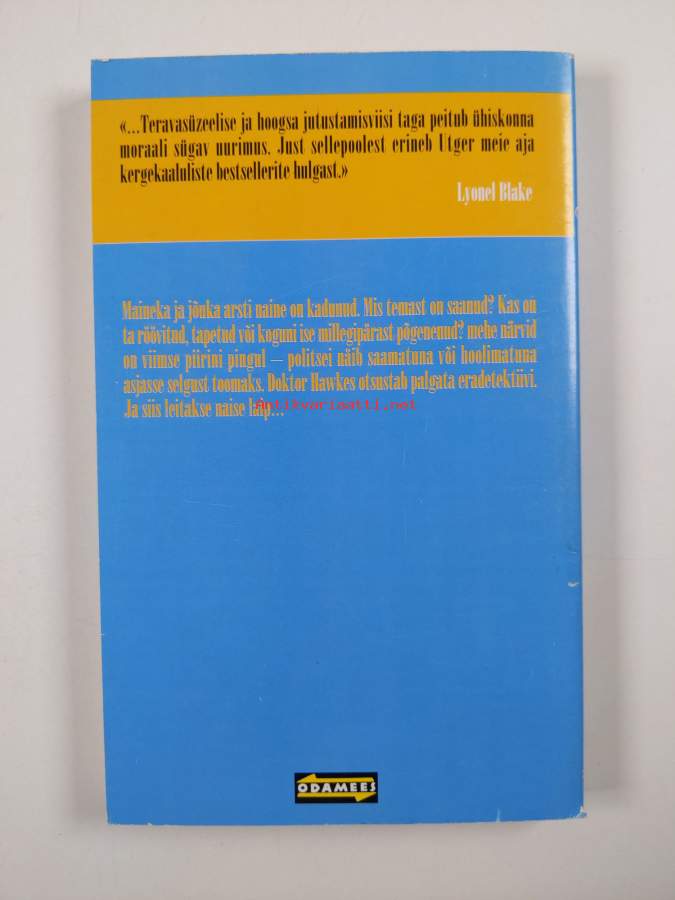 «...Teravasüzeelise ja hoogsa jutustamisviisi taga peitub ühiskonna
moraali sügav uurimus. Just sellepoolest erineb Utger meie aja
kergekaaluliste bestsellerite hulgast.»
Lyonel Blake
Maineka ja jõuka arsti naine on kadunud. Mis temast on saanud? Kas on
ta röövitud, tapetud või koguni ise millegipärast põgenenud? mehe närvid
on viimse piirini pingul — politsei näib saamatuna või hoolimatuna
asjasse selgust toomaks. Doktor Hawkes otsustab palgata eradetektiivi.
Ja siis leitakse naise laip...
Antikvariaatti.net
ODAMEES